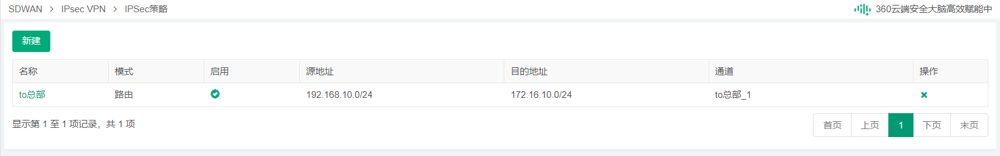 SDWAN > IPsec VPN > IPSec策略 360云端安全大脑高效赋能中
新建
名称 模式 启用 源地址 目的地址 通道 操作
to总部 路由 192.168.10.0/24 172.16.10.0/24 to总部_1
显示第 1 至 1 项记录，共 1 项 首页 上页 1 下页 末页